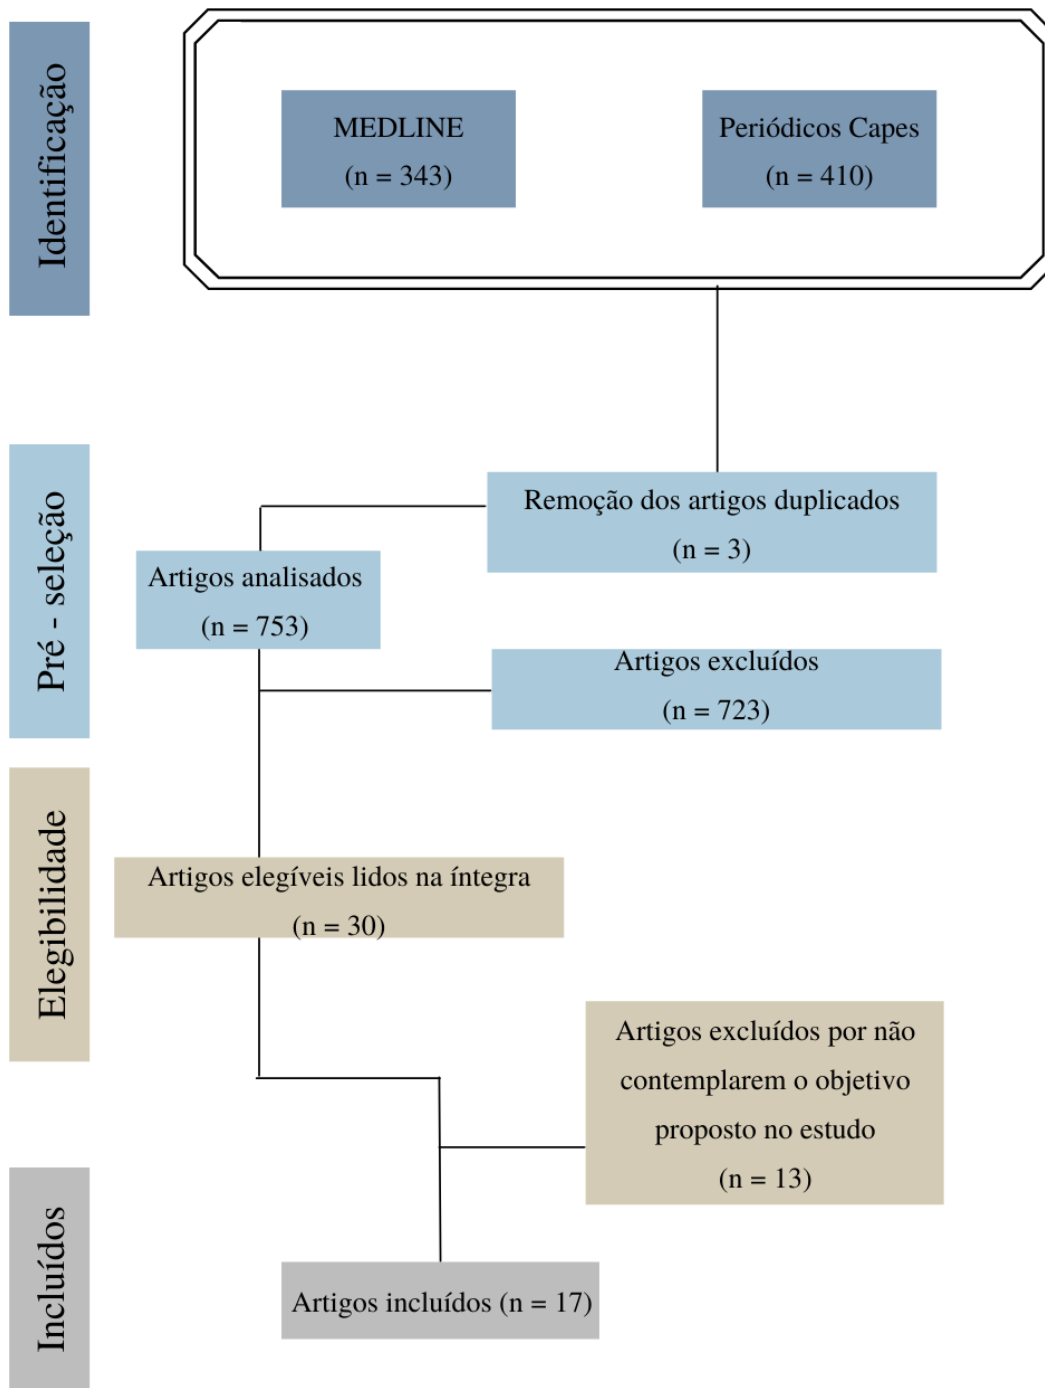 Identificação
MEDLINE
(n = 343)
Periódicos Capes
(n = 410)
Pré - seleção
Remoção dos artigos duplicados
(n = 3)
Artigos analisados
(n = 753)
Artigos excluídos
(n = 723)
Elegibilidade
Artigos elegíveis lidos na íntegra
(n = 30)
Artigos excluídos por não
contemplarem o objetivo
proposto no estudo
(n = 13)
Incluídos
Artigos incluídos (n = 17)